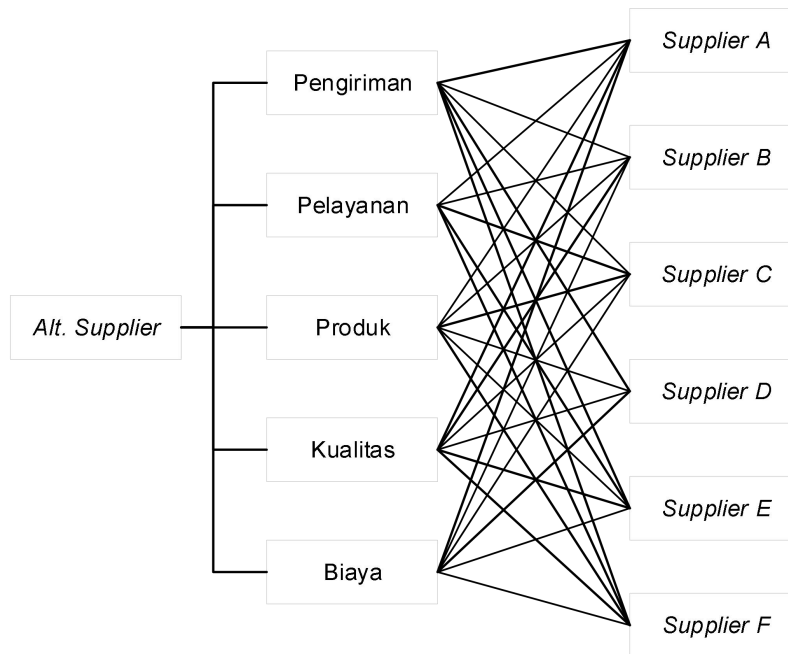 Alt. Supplier
Pengiriman
Pelayanan
Produk
Kualitas
Biaya
Supplier A
Supplier B
Supplier C
Supplier D
Supplier E
Supplier F